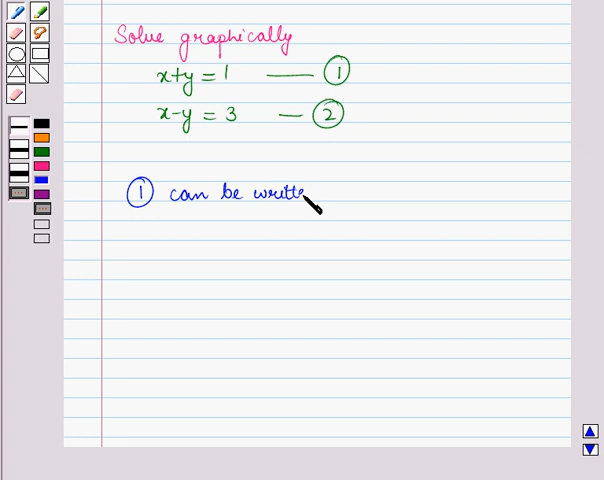 Solve graphically
x+y = 1 —— ①
x-y = 3 — ②
① can be writte